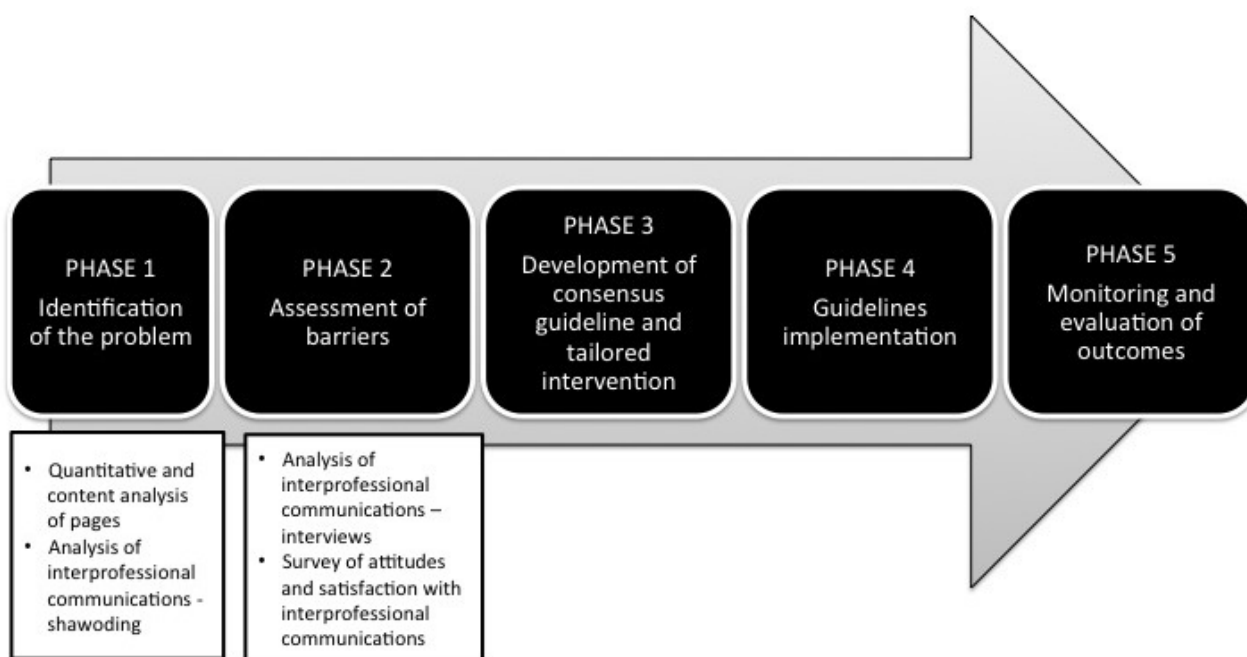 PHASE 1
Identification
of the problem
PHASE 2
Assessment of
barriers
PHASE 3
Development of
consensus
guideline and
tailored
intervention
PHASE 4
Guidelines
implementation
PHASE 5
Monitoring and
evaluation of
outcomes
• Quantitative and
content analysis
of pages
• Analysis of
interprofessional
communications -
shawoding
• Analysis of
interprofessional
communications –
interviews
• Survey of attitudes
and satisfaction with
interprofessional
communications